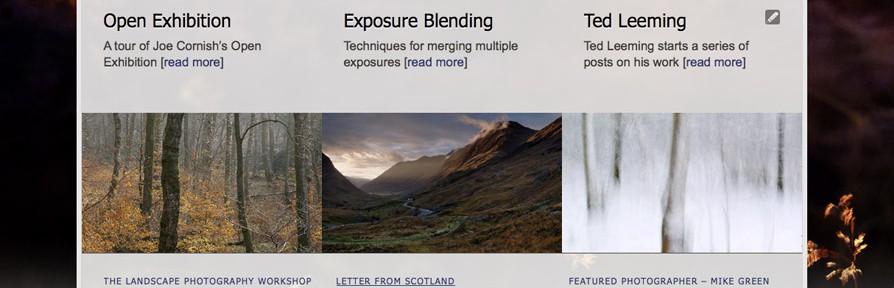 Open Exhibition
A tour of Joe Cornish's Open
Exhibition [read more]
Exposure Blending
Techniques for merging multiple
exposures [read more]
Ted Leeming
Ted Leeming starts a series of
posts on his work [read more]
THE LANDSCAPE PHOTOGRAPHY WORKSHOP
LETTER FROM SCOTLAND
FEATURED PHOTOGRAPHER – MIKE GREEN